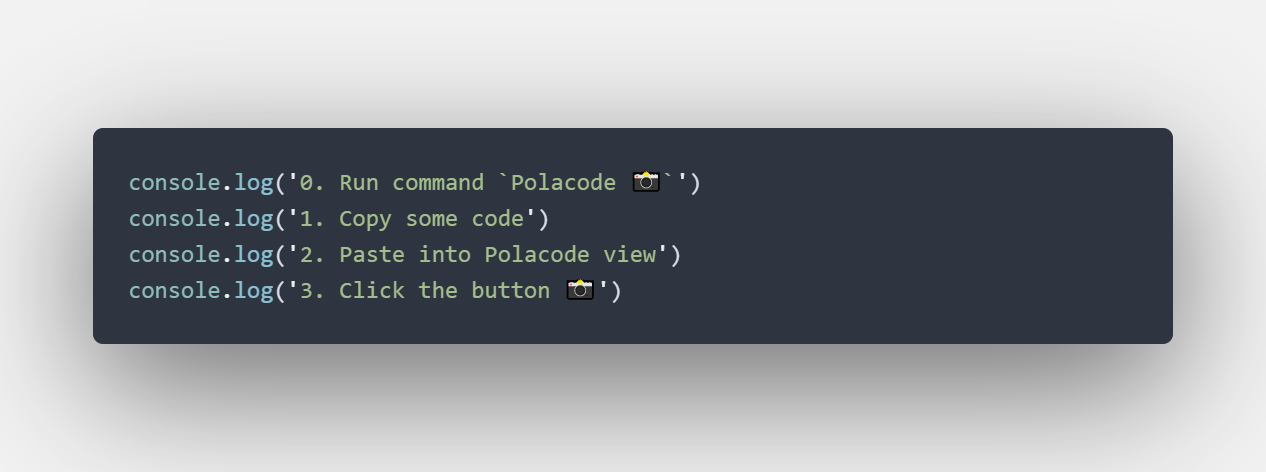 console.log('0. Run command `Polacode 📸`')
console.log('1. Copy some code')
console.log('2. Paste into Polacode view')
console.log('3. Click the button 📸')